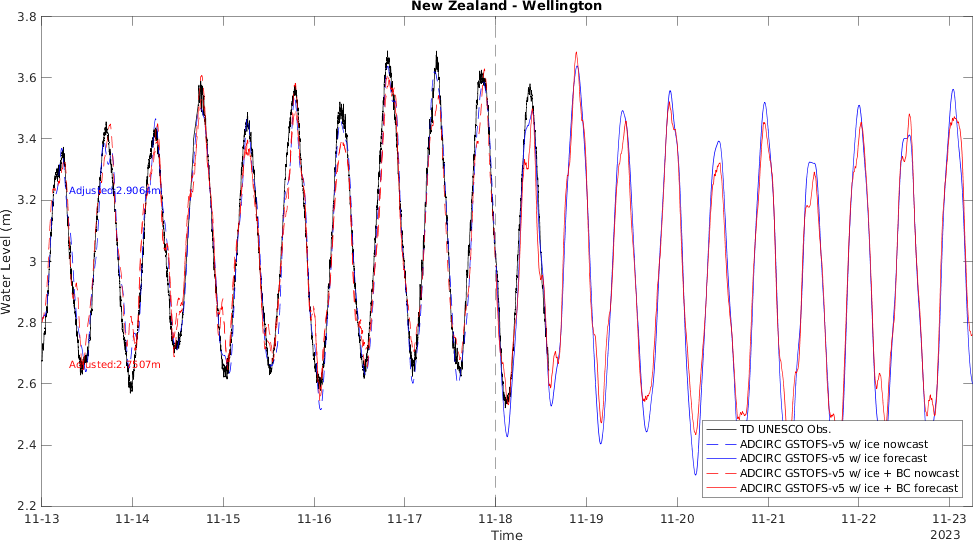 New Zealand - Wellington
3.8
3.6
3.4
3.2
3
2.8
2.6
2.4
2.2
Water Level (m)
Adjusted:2.9064m
TD UNESCO Obs.
ADCIRC GSTOFS-v5 w/ ice nowcast
ADCIRC GSTOFS-v5 w/ ice forecast
ADCIRC GSTOFS-v5 w/ ice + BC nowcast
ADCIRC GSTOFS-v5 w/ ice + BC forecast
11-13 11-14 11-15 11-16 11-17 11-18 11-19 11-20 11-21 11-22 11-23
Time
2023